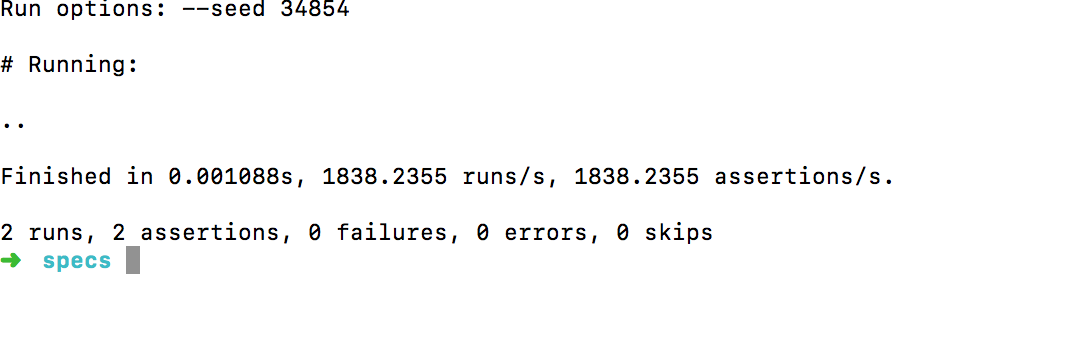 Run options: --seed 34854
# Running:
..
Finished in 0.001088s, 1838.2355 runs/s, 1838.2355 assertions/s.
2 runs, 2 assertions, 0 failures, 0 errors, 0 skips
➜ specs